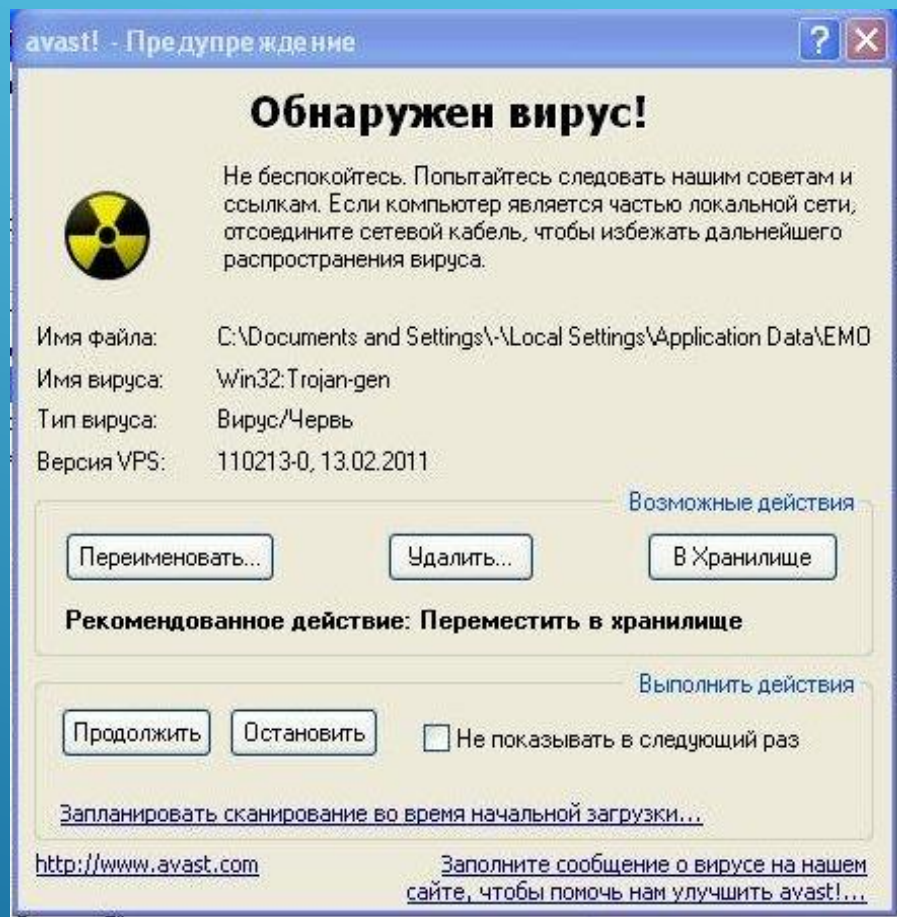 avast! - Предупреждение
Обнаружен вирус!
Не беспокойтесь. Попытайтесь следовать нашим советам и
ссылкам. Если компьютер является частью локальной сети,
отсоедините сетевой кабель, чтобы избежать дальнейшего
распространения вируса.
Имя файла: C:\Documents and Settings\-\Local Settings\Application Data\EMO
Имя вируса: Win32:Trojan-gen
Тип вируса: Вирус/Червь
Версия VPS: 110213-0, 13.02.2011
Возможные действия
Переименовать... Удалить... В Хранилище
Рекомендованное действие: Переместить в хранилище
Выполнить действия
Продолжить Остановить Не показывать в следующий раз
Запланировать сканирование во время начальной загрузки...
http://www.avast.com Заполните сообщение о вирусе на нашем
сайте, чтобы помочь нам улучшить avast!...